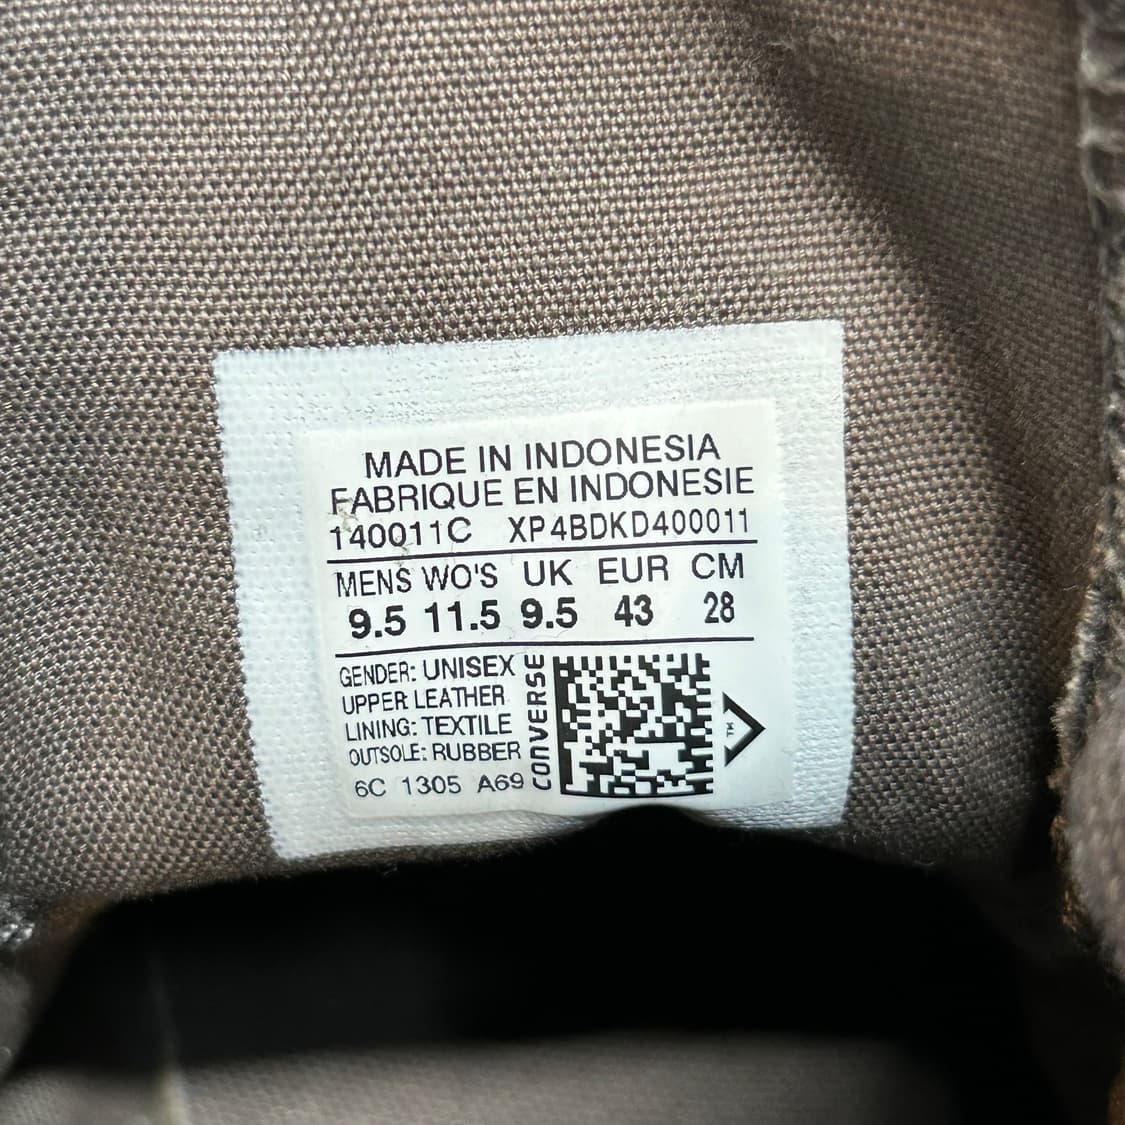 MADE IN INDONESIA
FABRIQUE EN INDONESIE
140011C XP4BDKD400011
MENS WO'S UK EUR CM
9.5 11.5 9.5 43 28
GENDER: UNISEX
UPPER: LEATHER
LINING: TEXTILE
OUTSOLE: RUBBER
6C 1305 A69
CONVERSE
TM